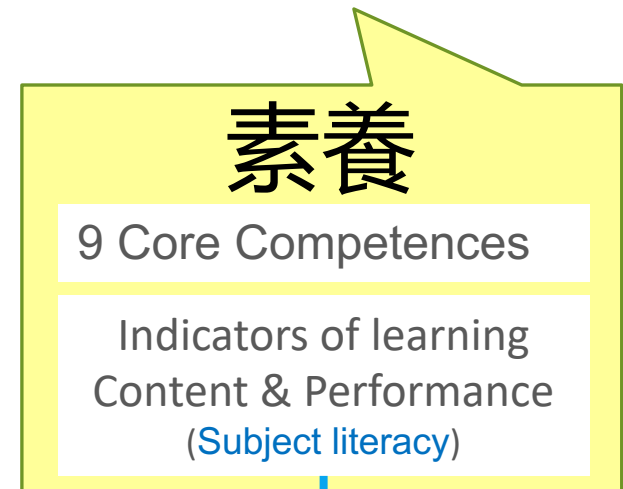 素養
9 Core Competences
Indicators of learning
Content & Performance
(Subject literacy)